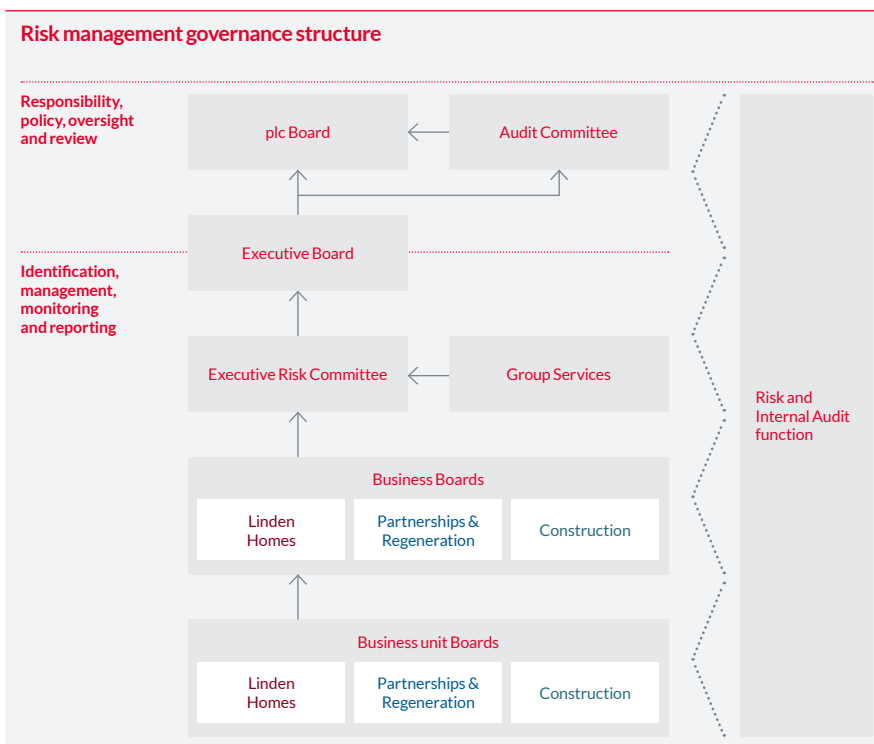 Risk management governance structure
Responsibility,
policy, oversight
and review
plc Board
Audit Committee
Executive Board
Identification,
management,
monitoring
and reporting
Executive Risk Committee
Group Services
Risk and
Internal Audit
function
Business Boards
Linden
Homes
Partnerships &
Regeneration
Construction
Business unit Boards
Linden
Homes
Partnerships &
Regeneration
Construction